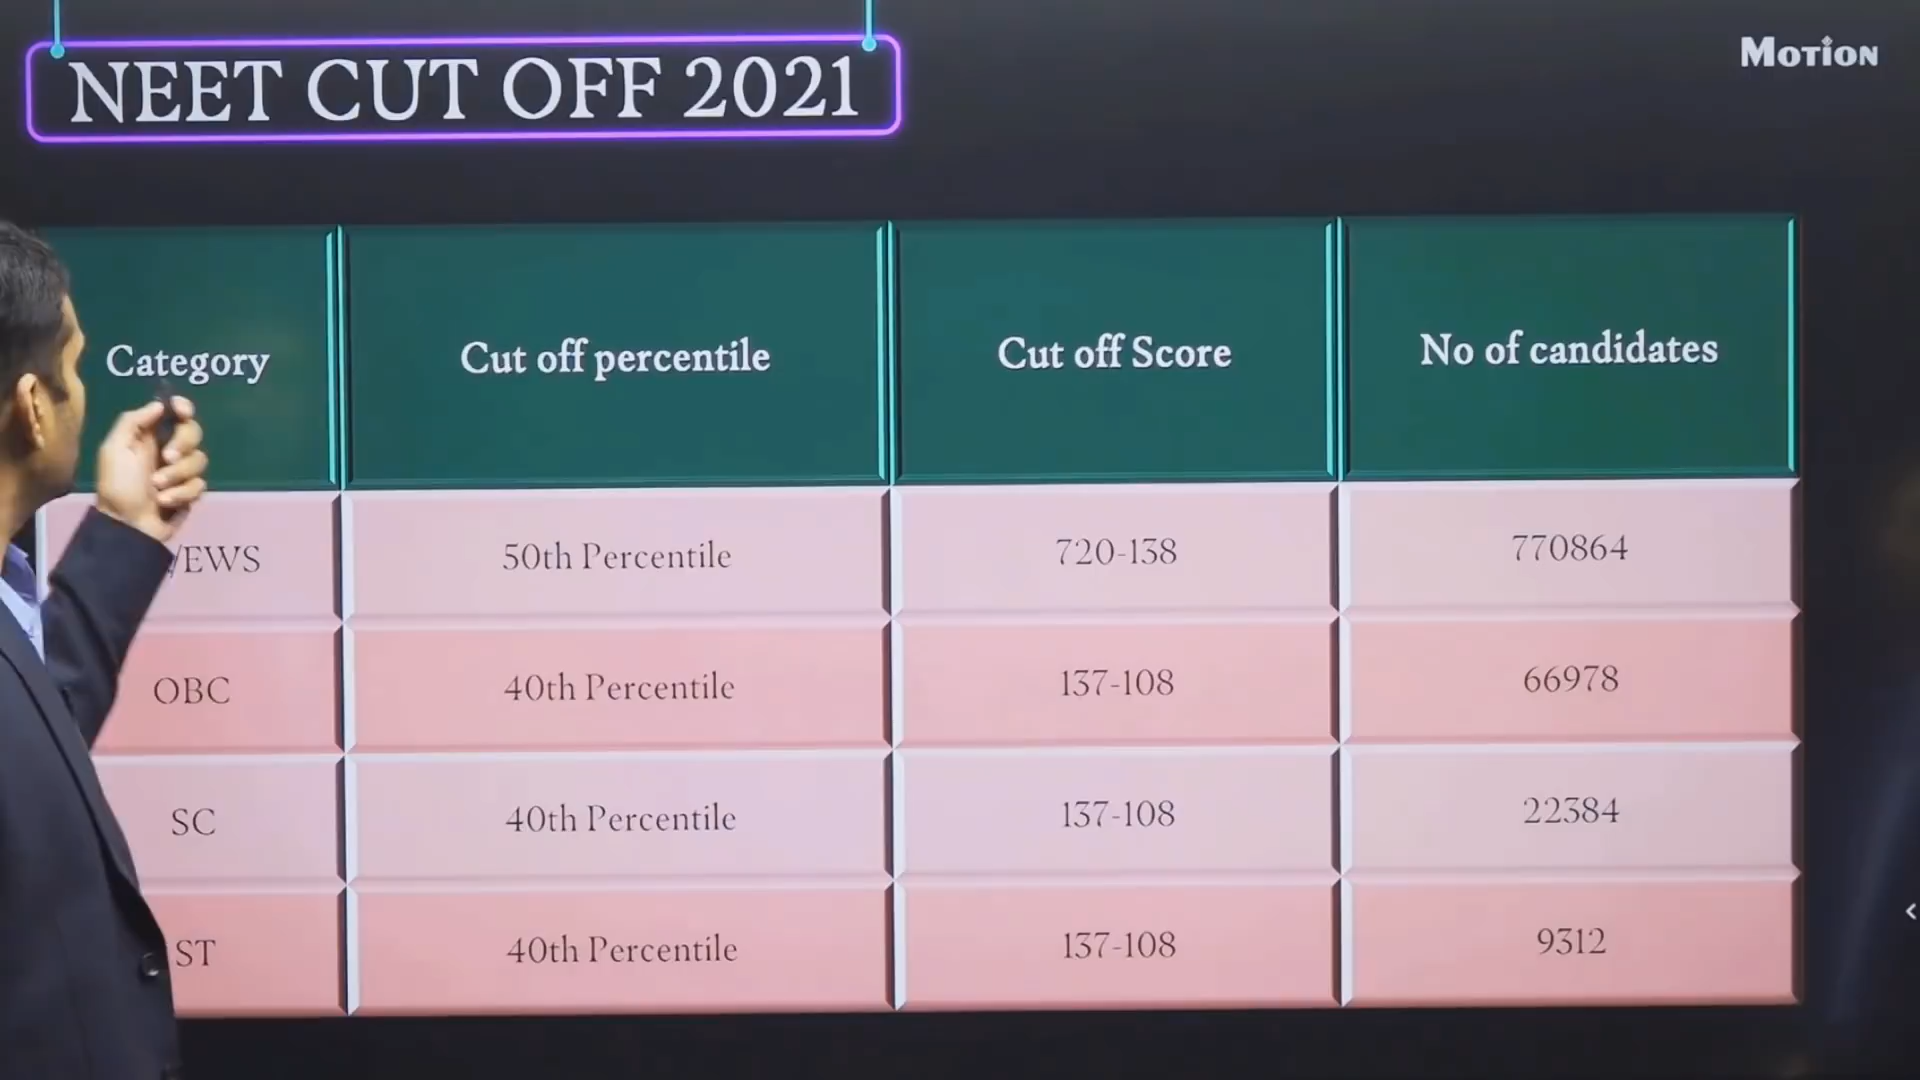 NEET CUT OFF 2021
MOTION
Category Cut off percentile Cut off Score No of candidates
/EWS 50th Percentile 720-138 770864
OBC 40th Percentile 137-108 66978
SC 40th Percentile 137-108 22384
ST 40th Percentile 137-108 9312